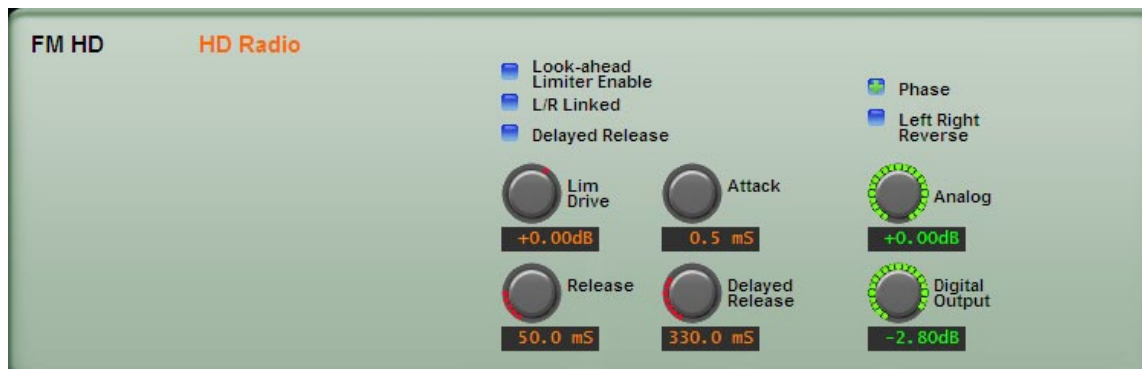 FM HD
HD Radio
Look-ahead
Limiter Enable
L/R Linked
Delayed Release
Phase
Left Right
Reverse
Lim
Drive
+0.00dB
Attack
0.5 mS
Analog
+0.00dB
Release
50.0 mS
Delayed
Release
330.0 mS
Digital
Output
-2.80dB